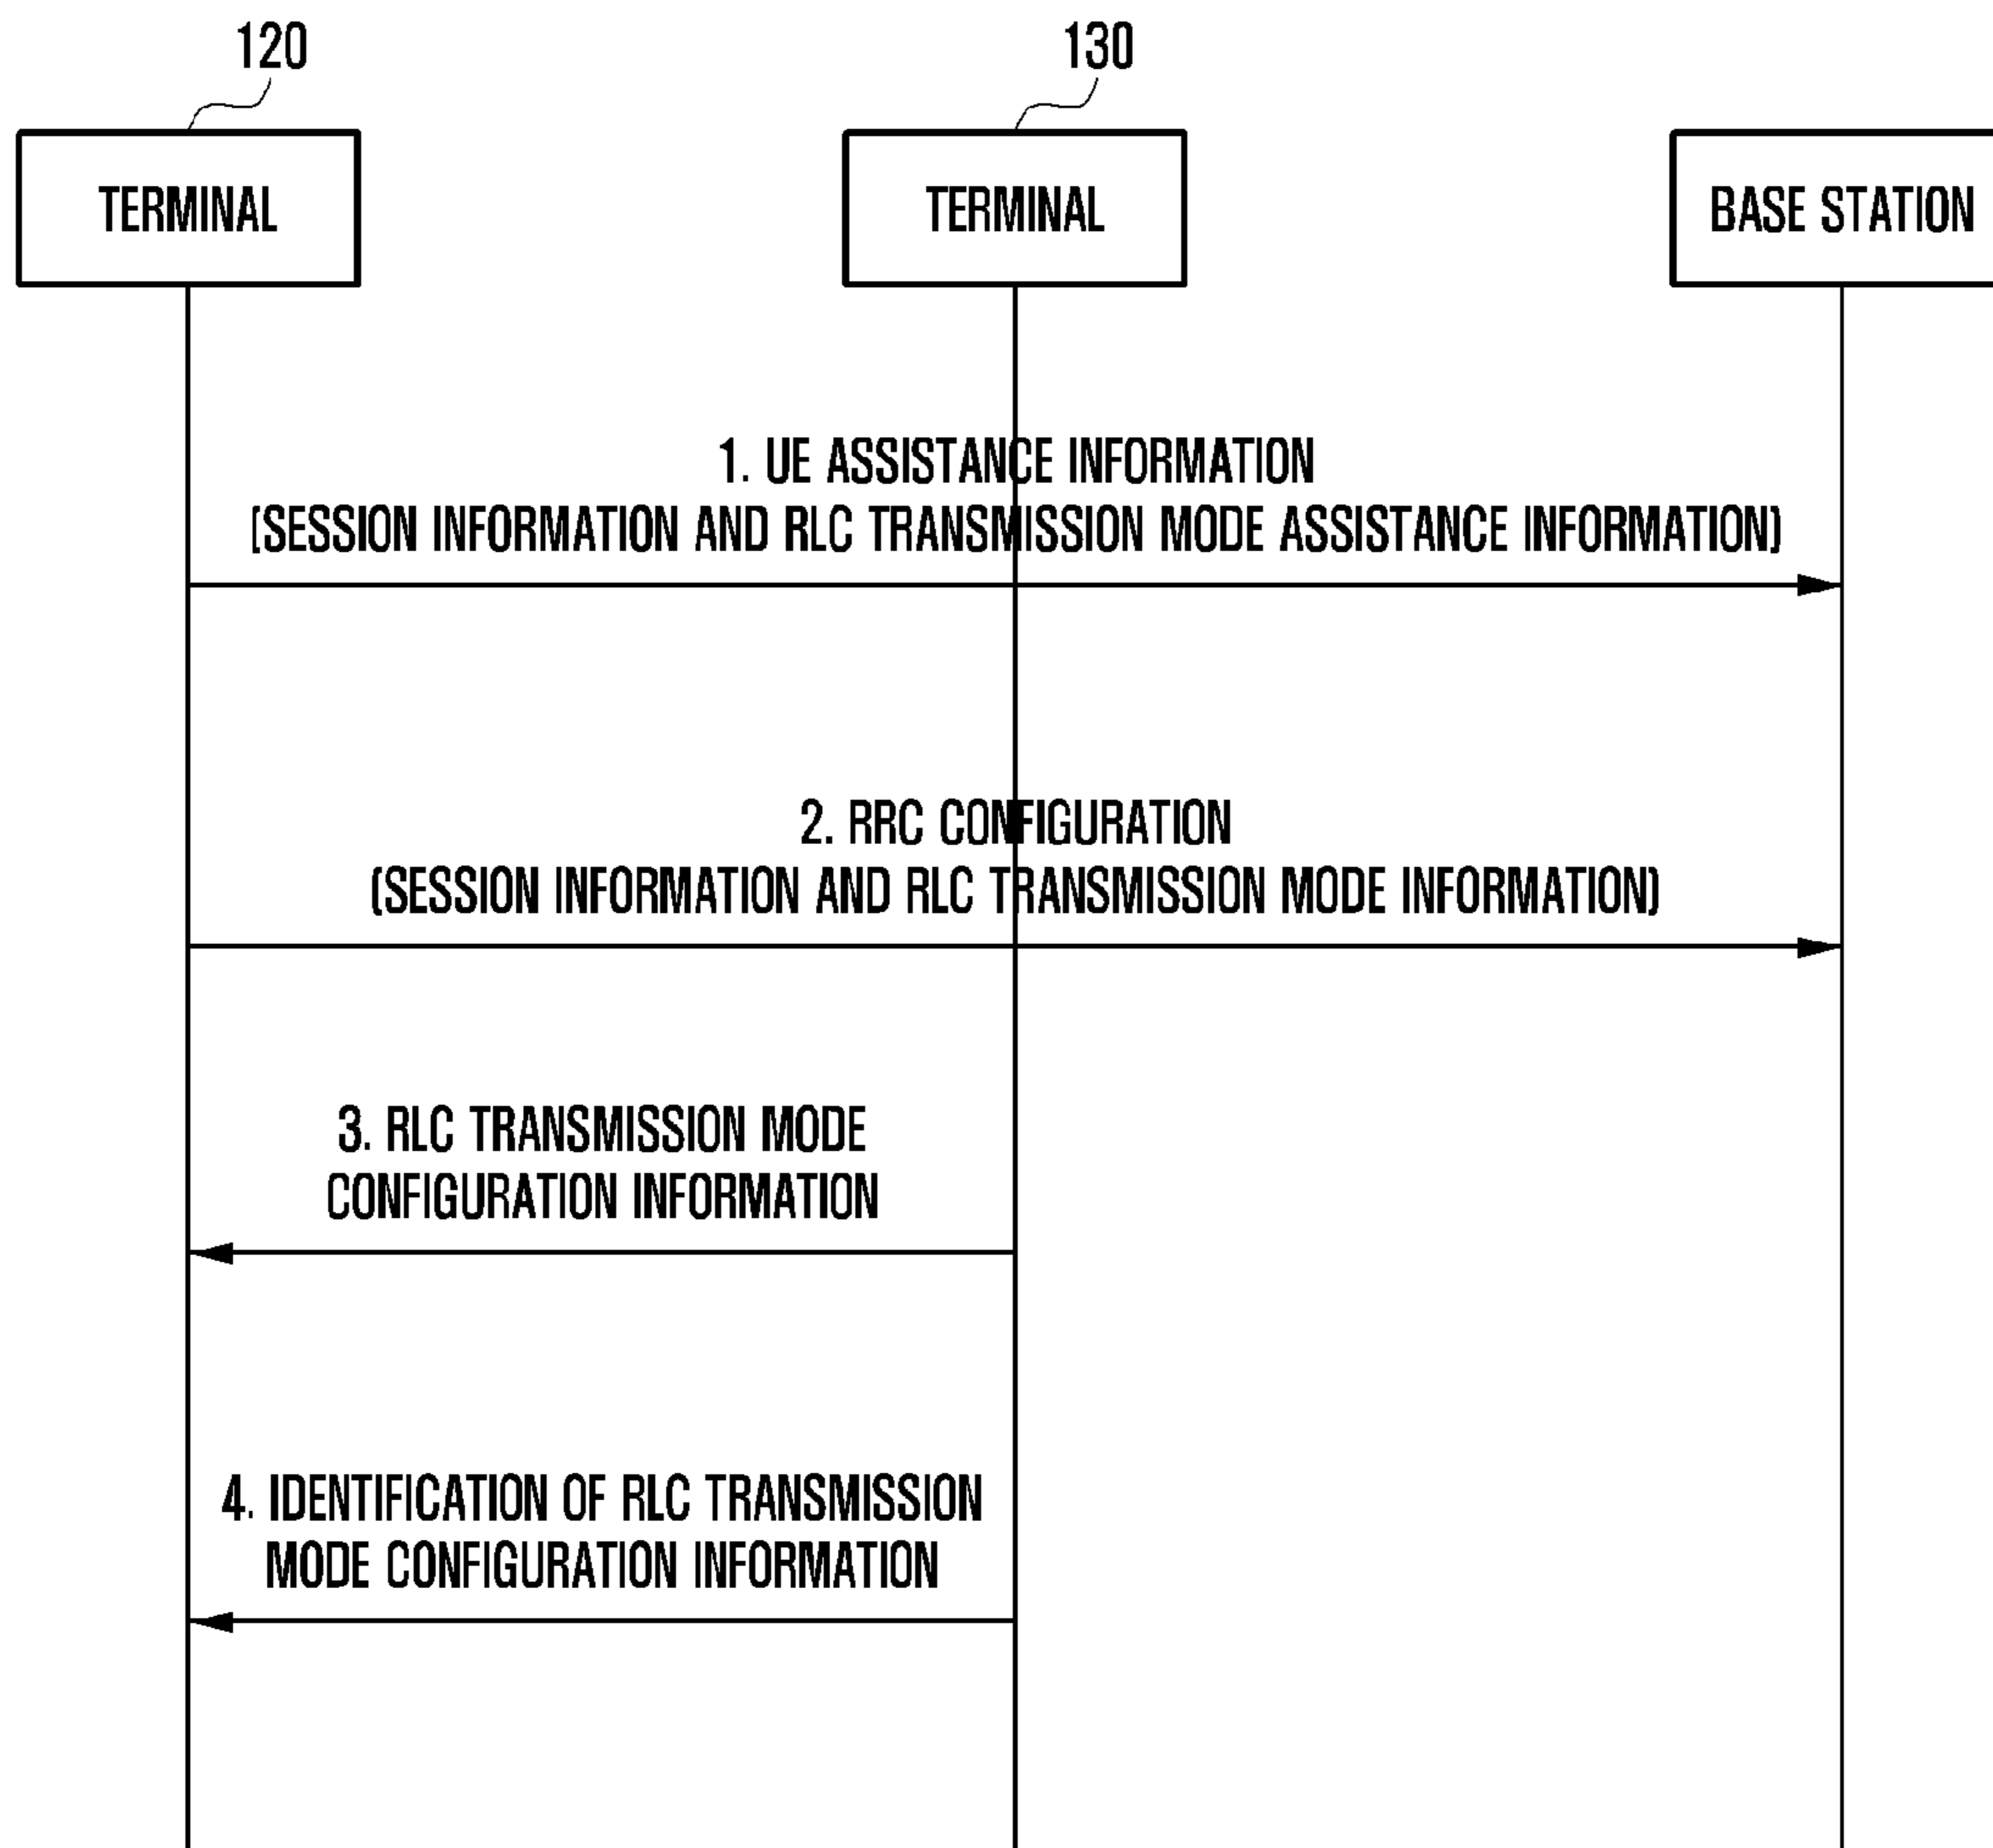 120
130
TERMINAL
TERMINAL
BASE STATION
1. UE ASSISTANCE INFORMATION
(SESSION INFORMATION AND RLC TRANSMISSION MODE ASSISTANCE INFORMATION)
2. RRC CONFIGURATION
(SESSION INFORMATION AND RLC TRANSMISSION MODE INFORMATION)
3. RLC TRANSMISSION MODE
CONFIGURATION INFORMATION
4. IDENTIFICATION OF RLC TRANSMISSION
MODE CONFIGURATION INFORMATION